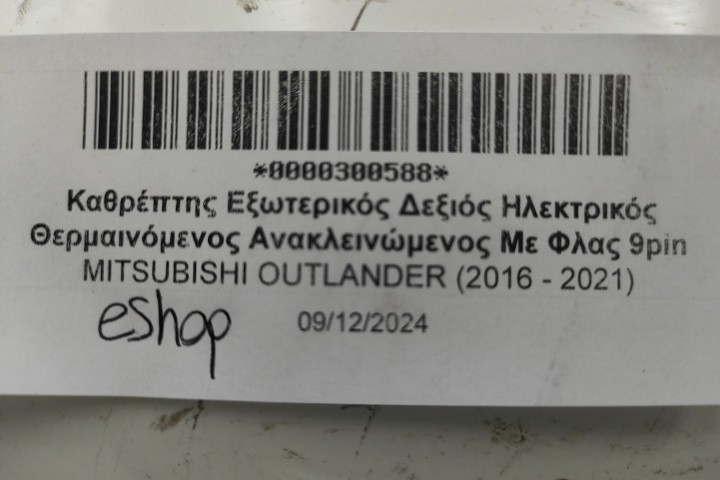 *0000300588*
Καθρέπτης Εξωτερικός Δεξιός Ηλεκτρικός
Θερμαινόμενος Ανακλεινώμενος Με Φλας 9pin
MITSUBISHI OUTLANDER (2016 - 2021)
eshop 09/12/2024